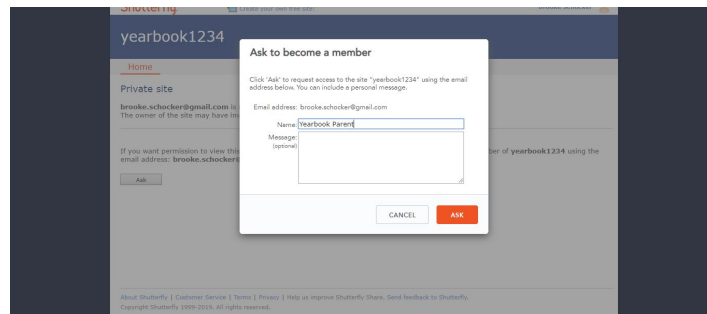 Shutterfly
Create your own free site!
brooke schocker
yearbook1234
Home
Private site
brooke.schocker@gmail.com is
The owner of the site may have inv
If you want permission to view this
ber of yearbook1234 using the
email address: brooke.schocker@
Ask
Ask to become a member
Click 'Ask' to request access to the site "yearbook1234" using the email
address below. You can include a personal message.
Email address: brooke.schocker@gmail.com
Name: Yearbook Parent
Message:
(optional)
CANCEL
ASK
About Shutterfly | Customer Service | Terms | Privacy | Help us improve Shutterfly Share. Send feedback to Shutterfly.
Copyright Shutterfly 1999-2019. All rights reserved.